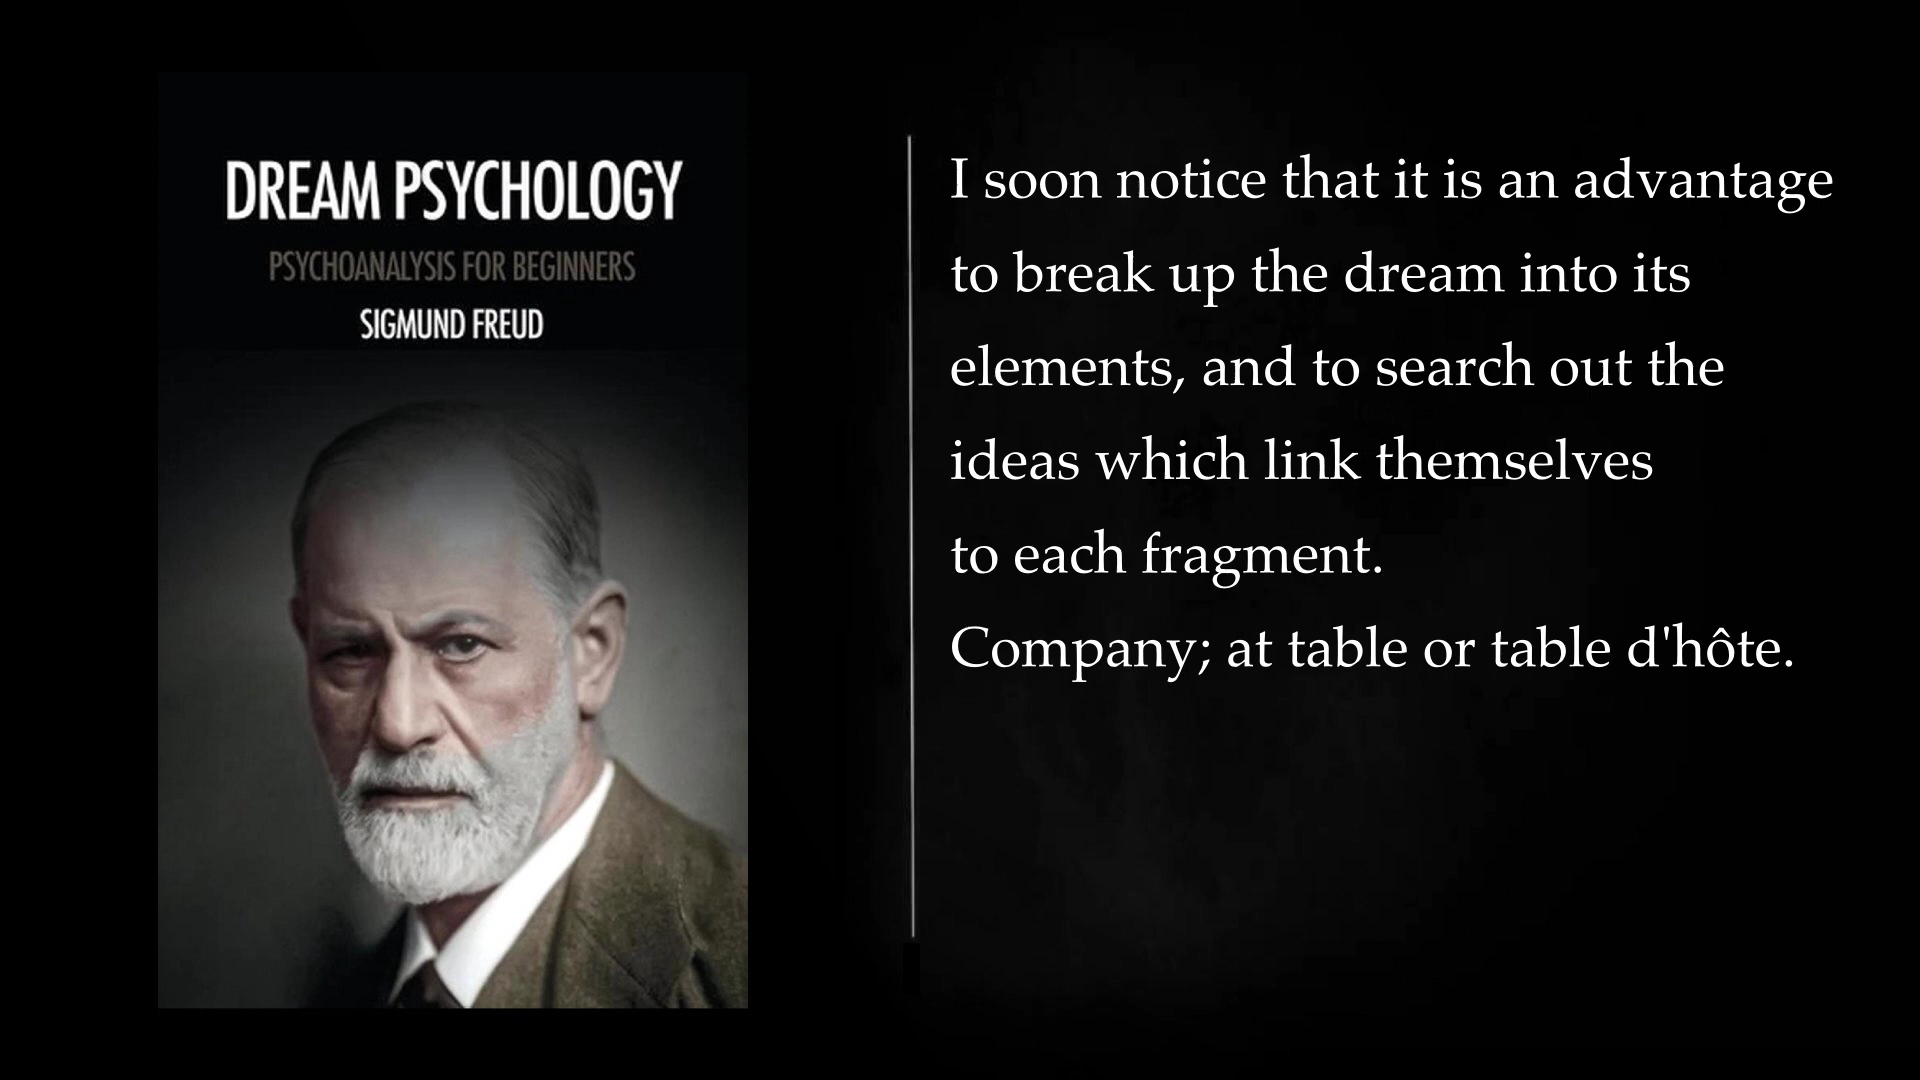 DREAM PSYCHOLOGY
PSYCHOANALYSIS FOR BEGINNERS
SIGMUND FREUD
I soon notice that it is an advantage
to break up the dream into its
elements, and to search out the
ideas which link themselves
to each fragment.
Company; at table or table d'hôte.